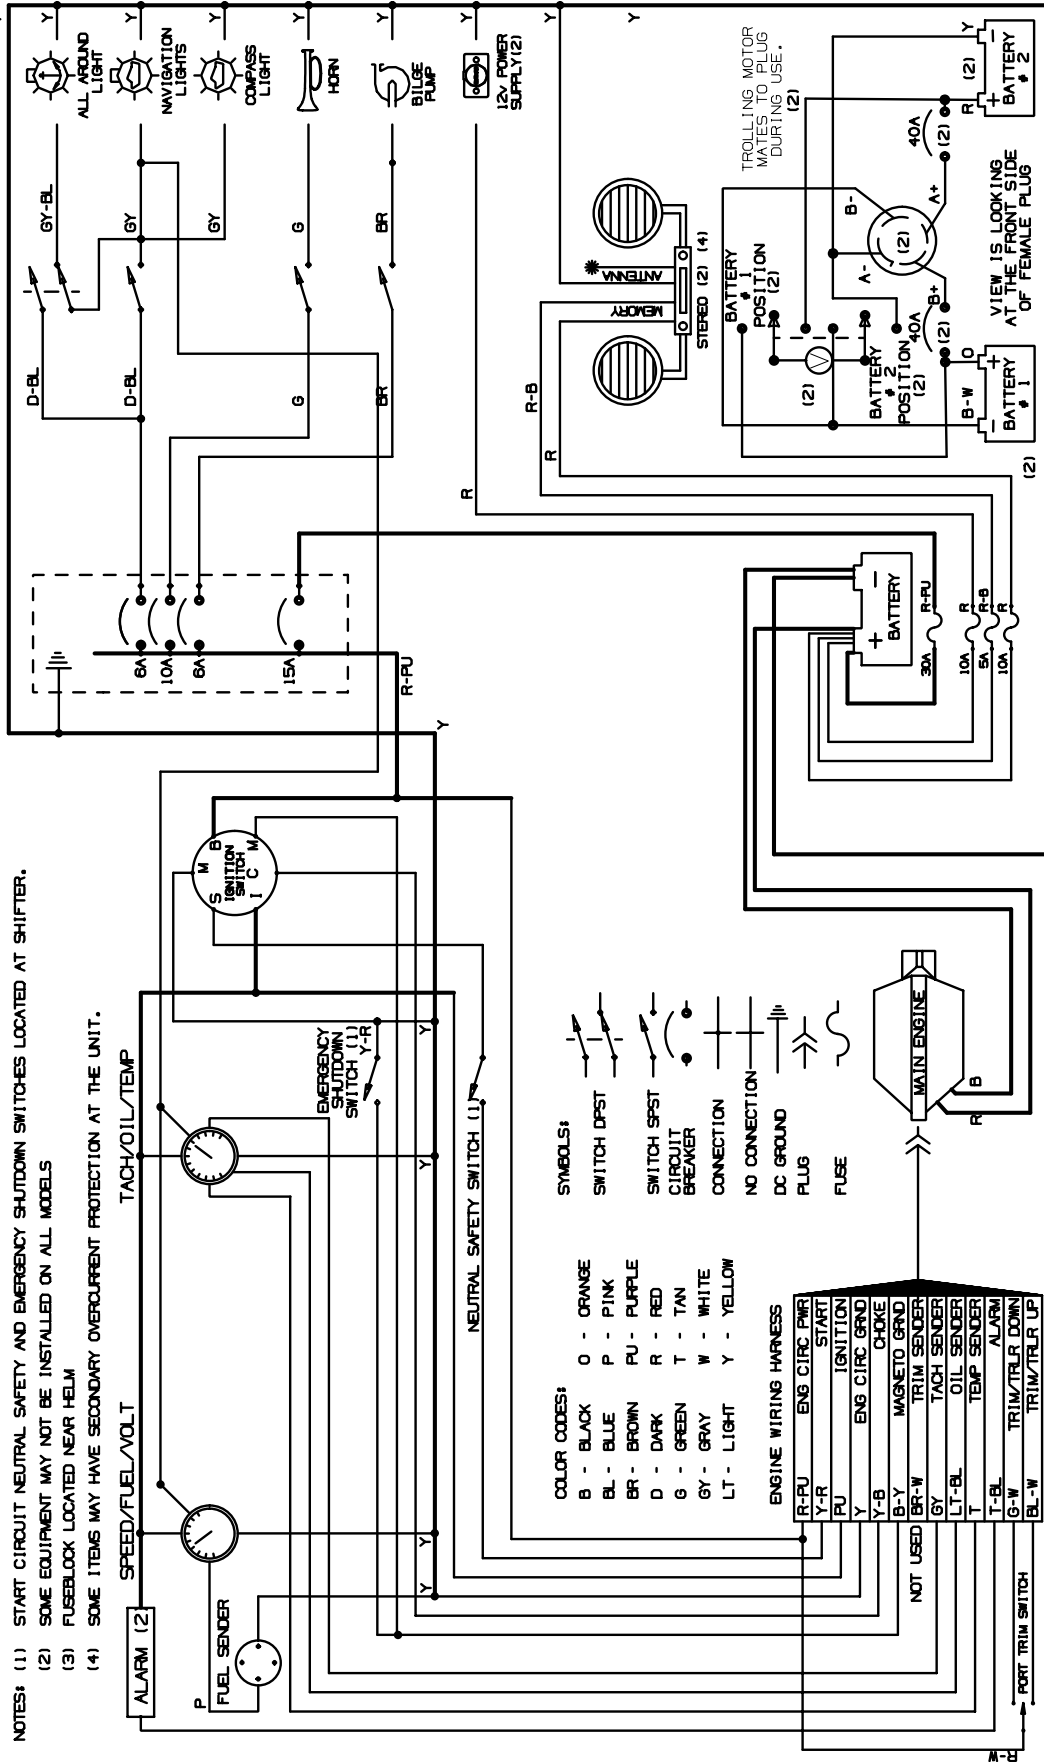 NOTES: (1) START CIRCUIT NEUTRAL SAFETY AND EMERGENCY SHUTDOWN SWITCHES LOCATED AT SHIFTER.
(2) SOME EQUIPMENT MAY NOT BE INSTALLED ON ALL MODELS
(3) FUSEBLOCK LOCATED NEAR HELM
(4) SOME ITEMS MAY HAVE SECONDARY OVERCURRENT PROTECTION AT THE UNIT.
ALARM (2)
SPEED/FUEL/VOLT
TACH/OIL/TEMP
P
FUEL SENDER
Y
Y
Y
Y
S
M
B
IGNITION
SWITCH
I
C
M
EMERGENCY
SHUTDOWN
SWITCH (1)
Y-R
NEUTRAL SAFETY SWITCH (1)
Y
R-PU
6A
10A
6A
15A
D-BL
GY-BL
Y
ALL AROUND
LIGHT
D-BL
GY
Y
NAVIGATION
LIGHTS
GY
Y
COMPASS
LIGHT
G
G
Y
HORN
BR
BR
Y
BILGE
PUMP
R
Y
12v POWER
SUPPLY(2)
R-B
R
Y
Y
MEMORY
ANTENNA
STEREO (2) (4)
TROLLING MOTOR
MATES TO PLUG
DURING USE.
(2)
BATTERY
# 1
POSITION
(2)
(2)
V
BATTERY
# 2
POSITION
(2)
A-
B-
B+
A+
(2)
40A
(2)
40A
(2)
VIEW IS LOOKING
AT THE FRONT SIDE
OF FEMALE PLUG
B-W
O
-
+
BATTERY
# 1
(2)
R
(2)
Y
+
-
BATTERY
# 2
+
-
BATTERY
30A
R-PU
10A
R
5A
R-B
10A
R
COLOR CODES:
B - BLACK O - ORANGE
BL - BLUE P - PINK
BR - BROWN PU - PURPLE
D - DARK R - RED
G - GREEN T - TAN
GY - GRAY W - WHITE
LT - LIGHT Y - YELLOW
SYMBOLS:
SWITCH DPST
SWITCH SPST
CIRCUIT
BREAKER
CONNECTION
NO CONNECTION
DC GROUND
PLUG
FUSE
ENGINE WIRING HARNESS
R-PU ENG CIRC PWR
Y-R START
PU IGNITION
Y ENG CIRC GRND
Y-B CHOKE
B-Y MAGNETO GRND
NOT USED BR-W TRIM SENDER
GY TACH SENDER
LT-BL OIL SENDER
T TEMP SENDER
T-BL ALARM
G-W TRIM/TRLR DOWN
BL-W TRIM/TRLR UP
PORT TRIM SWITCH
R-W
MAIN ENGINE
R
B